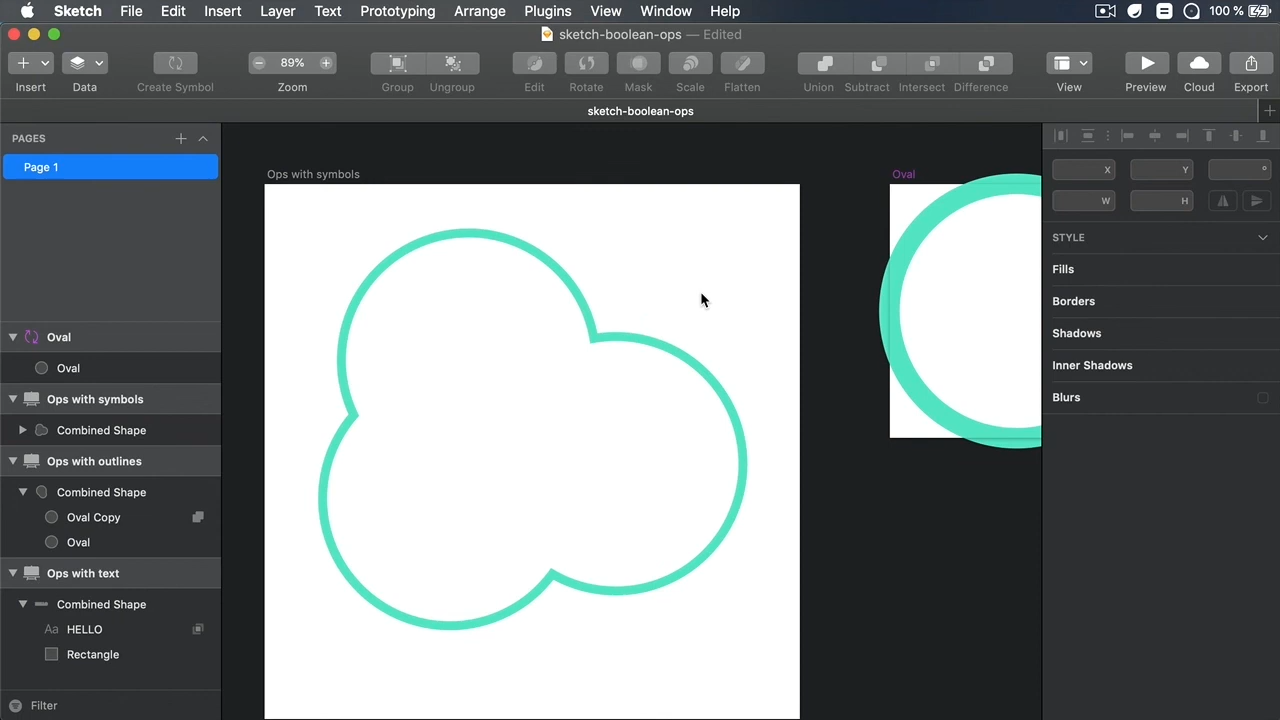 Sketch File Edit Insert Layer Text Prototyping Arrange Plugins View Window Help 100 %
sketch-boolean-ops — Edited
89%
Insert Data Create Symbol Zoom Group Ungroup Edit Rotate Mask Scale Flatten Union Subtract Intersect Difference View Preview Cloud Export
sketch-boolean-ops
PAGES
Page 1
Oval
Oval
Ops with symbols
Combined Shape
Ops with outlines
Combined Shape
Oval Copy
Oval
Ops with text
Combined Shape
Aa HELLO
Rectangle
Filter
Ops with symbols
Oval
X Y °
W H
STYLE
Fills
Borders
Shadows
Inner Shadows
Blurs